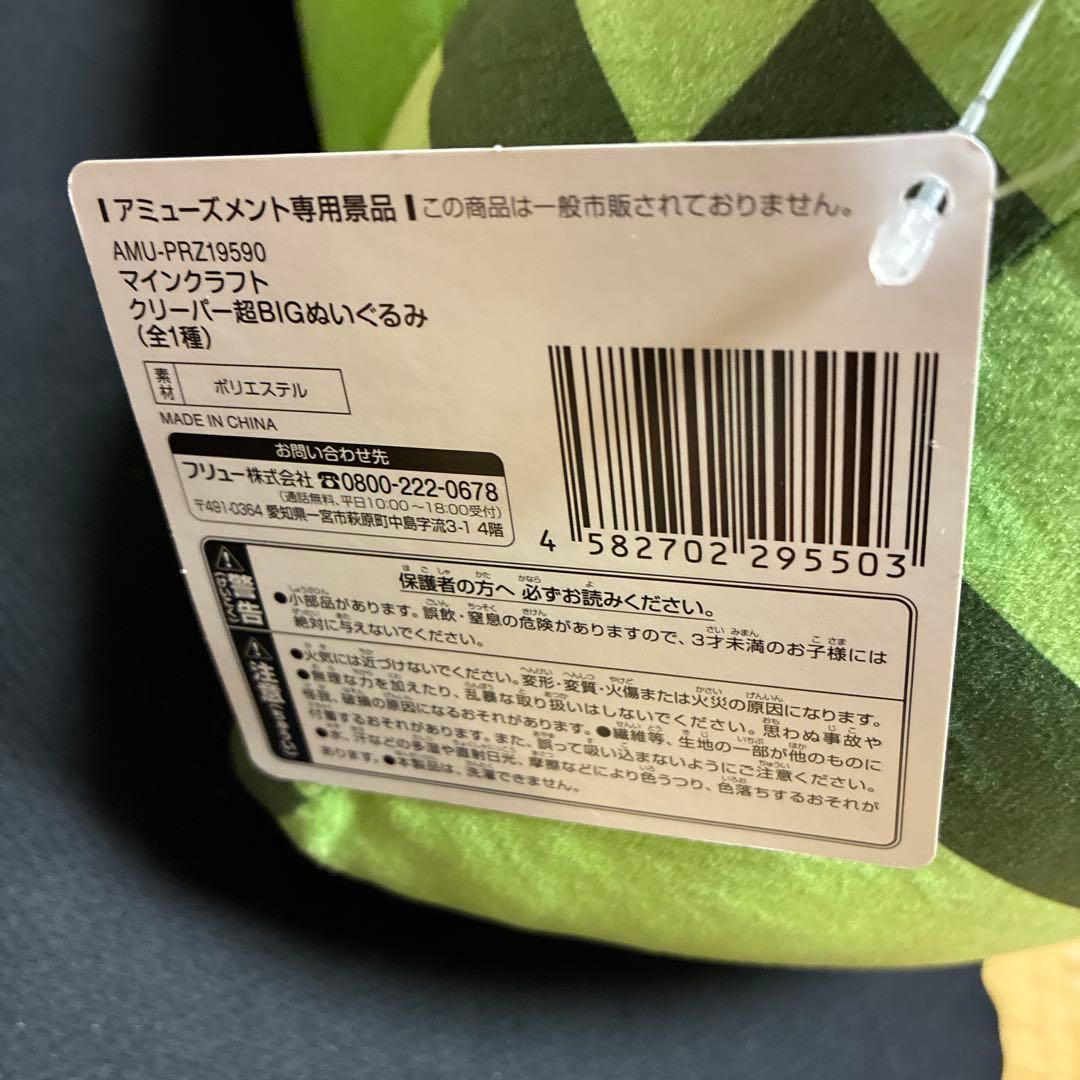 アミューズメント専用景品 この商品は一般市販されておりません。
AMU-PRZ19590
マインクラフト
クリーパー超BIGぬいぐるみ
(全1種)
素材 ポリエステル
MADE IN CHINA
お問い合わせ先
フリュー株式会社 ☎0800-222-0678
(通話無料、平日10:00〜18:00受付)
〒491-0364 愛知県一宮市萩原町中島字流3-1 4階
4 582702 295503
警告
保護者の方へ 必ずお読みください。
●小部品があります。誤飲・窒息の危険がありますので、3才未満のお子様には
絶対に与えないでください。
注意
●火気には近づけないでください。変形・変質・火傷または火災の原因になります。
●無理な力を加えたり、乱暴な取り扱いはしないでください。思わぬ事故や
怪我、破損の原因になるおそれがあります。●繊維等、生地の一部が他のものに
付着するおそれがあります。また、誤って吸い込まないようにご注意ください。
●水、汗などの多湿や直射日光、摩擦などにより色うつり、色落ちするおそれが
あります。●本製品は、洗濯できません。